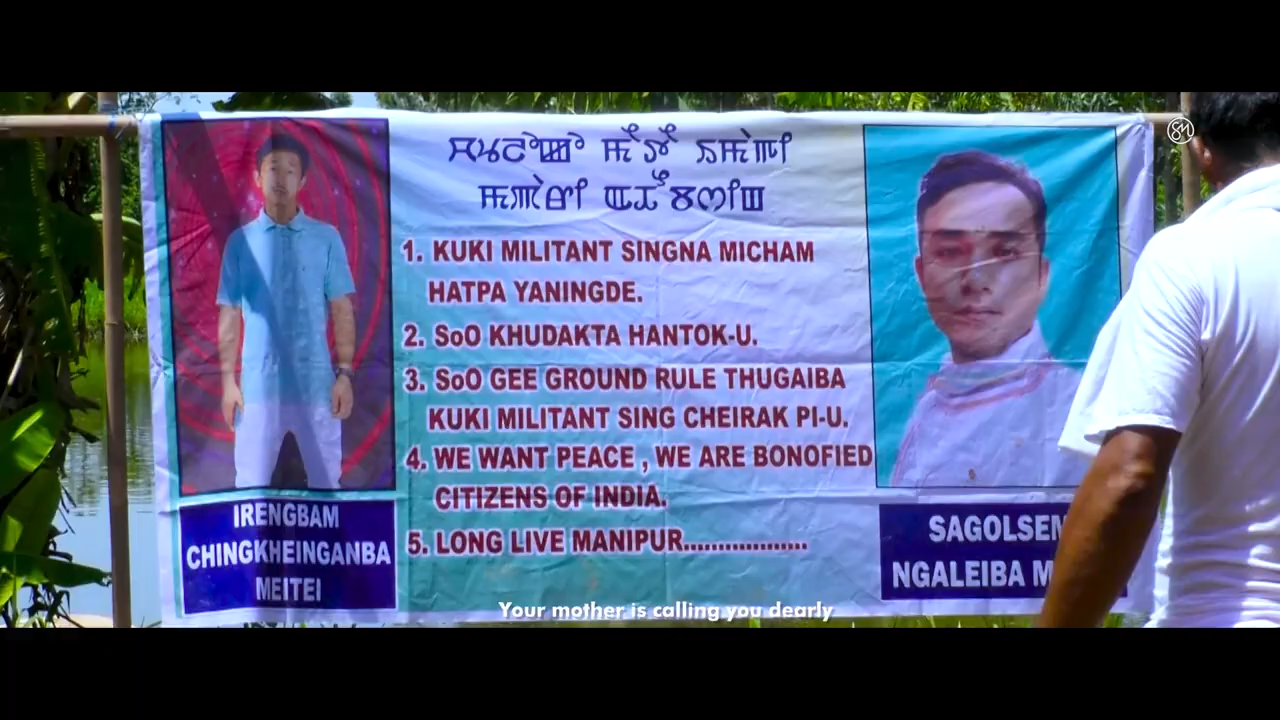 1. KUKI MILITANT SINGNA MICHAM
HATPA YANINGDE.
2. SoO KHUDAKTA HANTOK-U.
3. SoO GEE GROUND RULE THUGAIBA
KUKI MILITANT SING CHEIRAK PI-U.
4. WE WANT PEACE , WE ARE BONOFIED
CITIZENS OF INDIA.
5. LONG LIVE MANIPUR..................
IRENGBAM
CHINGKHEINGANBA
MEITEI
SAGOLSEM
NGALEIBA
Your mother is calling you dearly